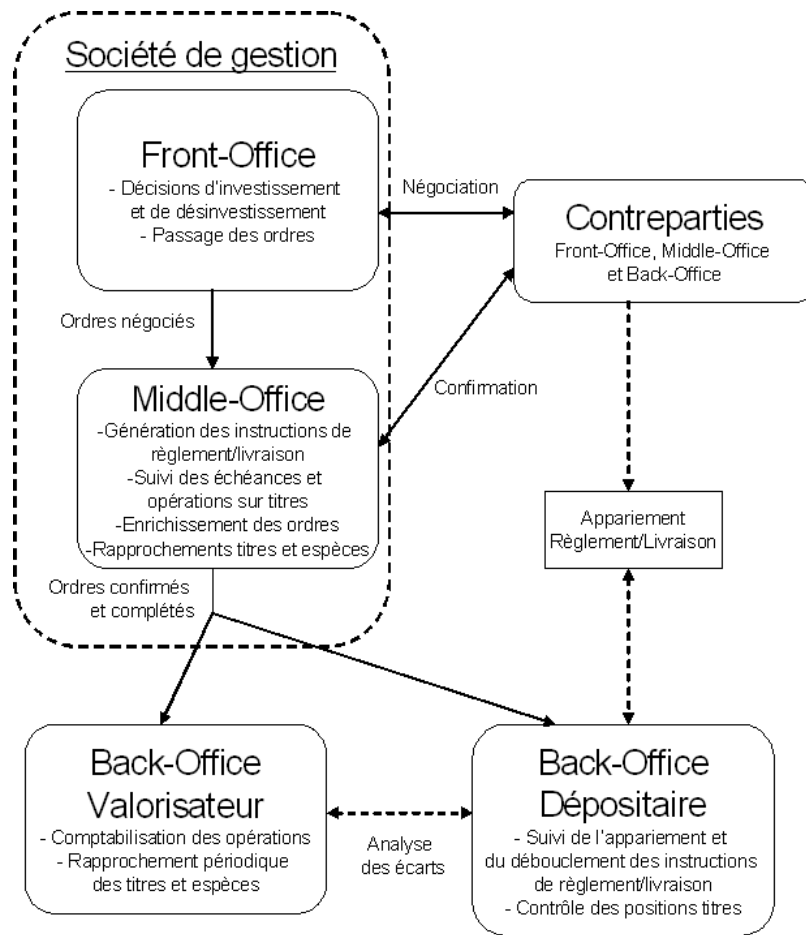 Société de gestion
Front-Office
- Décisions d'investissement
et de désinvestissement
- Passage des ordres
Négociation
Contreparties
Front-Office, Middle-Office
et Back-Office
Ordres négociés
Middle-Office
-Génération des instructions de
règlement/livraison
-Suivi des échéances et
opérations sur titres
-Enrichissement des ordres
-Rapprochements titres et espèces
Confirmation
Appariement
Règlement/Livraison
Ordres confirmés
et complétés
Back-Office
Valorisateur
- Comptabilisation des opérations
- Rapprochement périodique
des titres et espèces
Analyse
des écarts
Back-Office
Dépositaire
- Suivi de l'appariement et
du débouclement des instructions
de règlement/livraison
- Contrôle des positions titres